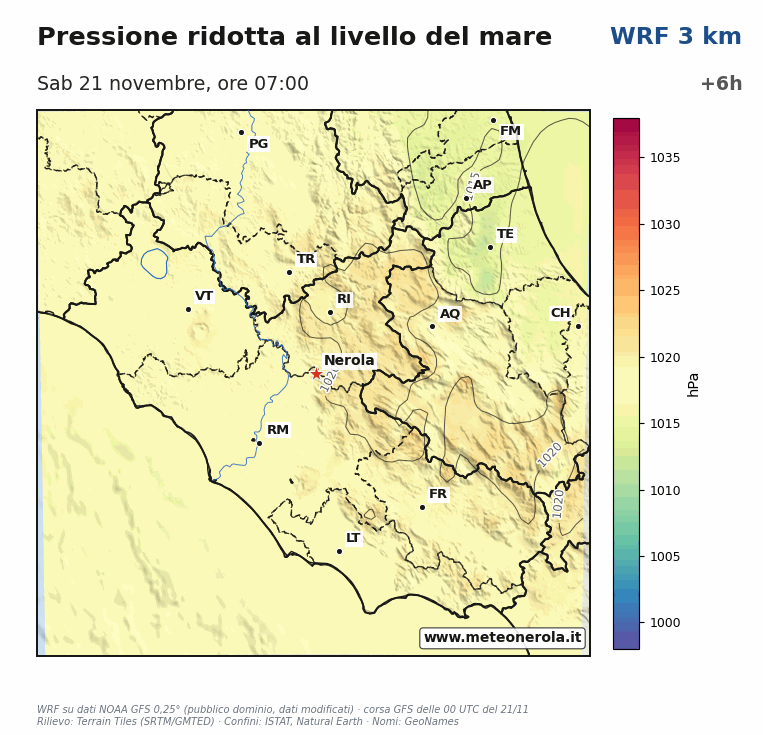 Pressione ridotta al livello del mare
WRF 3 km
Sab 21 novembre, ore 07:00
+6h
FM
PG
1015
AP
TE
TR
VT
RI
AQ
CH
Nerola
1020
RM
1020
1020
FR
LT
www.meteonerola.it
1035
1030
1025
1020
1015
1010
1005
1000
hPa
WRF su dati NOAA GFS 0,25° (pubblico dominio, dati modificati) · corsa GFS delle 00 UTC del 21/11
Rilievo: Terrain Tiles (SRTM/GMTED) · Confini: ISTAT, Natural Earth · Nomi: GeoNames